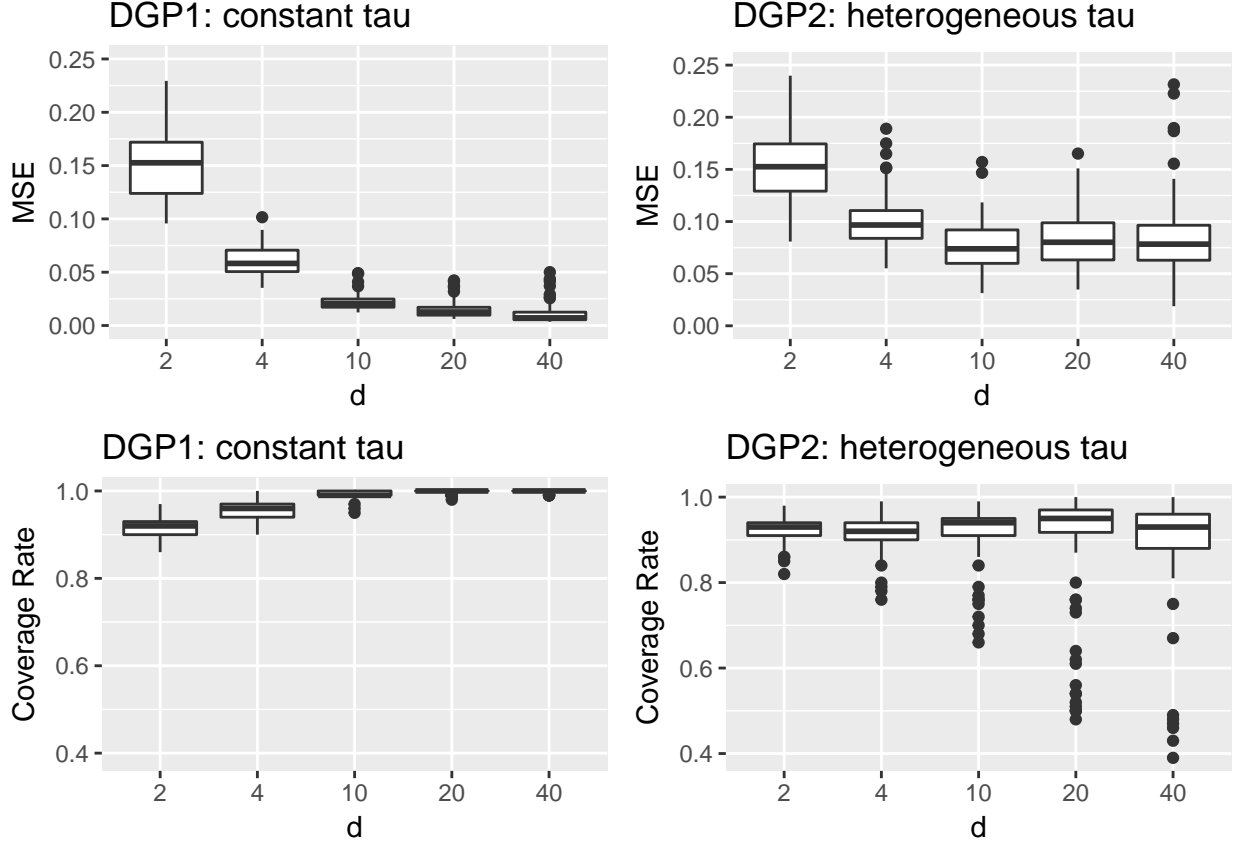 DGP1: constant tau
MSE
0.25
0.20
0.15
0.10
0.05
0.00
2 4 10 20 40
d
DGP2: heterogeneous tau
MSE
0.25
0.20
0.15
0.10
0.05
0.00
2 4 10 20 40
d
DGP1: constant tau
Coverage Rate
1.0
0.8
0.6
0.4
2 4 10 20 40
d
DGP2: heterogeneous tau
Coverage Rate
1.0
0.8
0.6
0.4
2 4 10 20 40
d